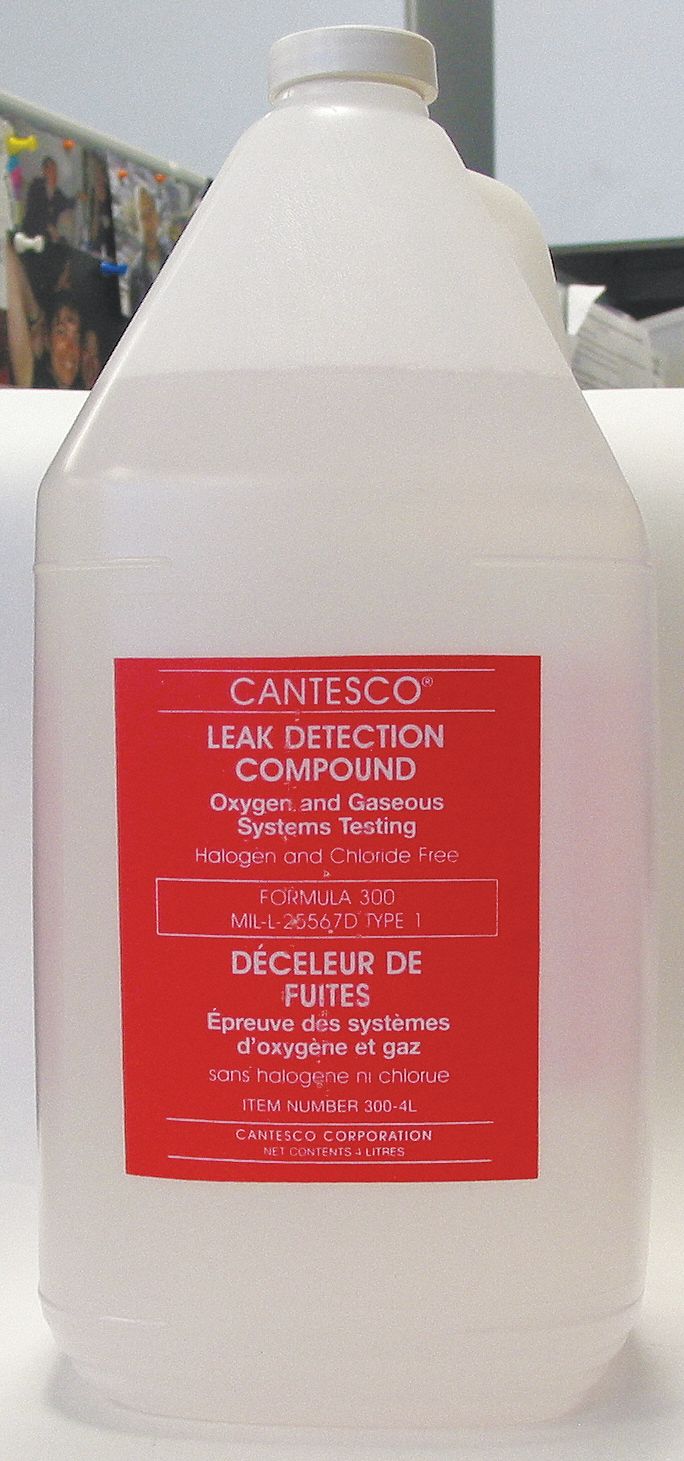 CANTESCO®
LEAK DETECTION
COMPOUND
Oxygen and Gaseous
Systems Testing
Halogen and Chloride Free
FORMULA 300
MIL-L-25567D TYPE 1
DÉCELEUR DE
FUITES
Épreuve des systèmes
d'oxygène et gaz
sans halogene ni chlorue
ITEM NUMBER 300-4L
CANTESCO CORPORATION
NET CONTENTS 4 LITRES